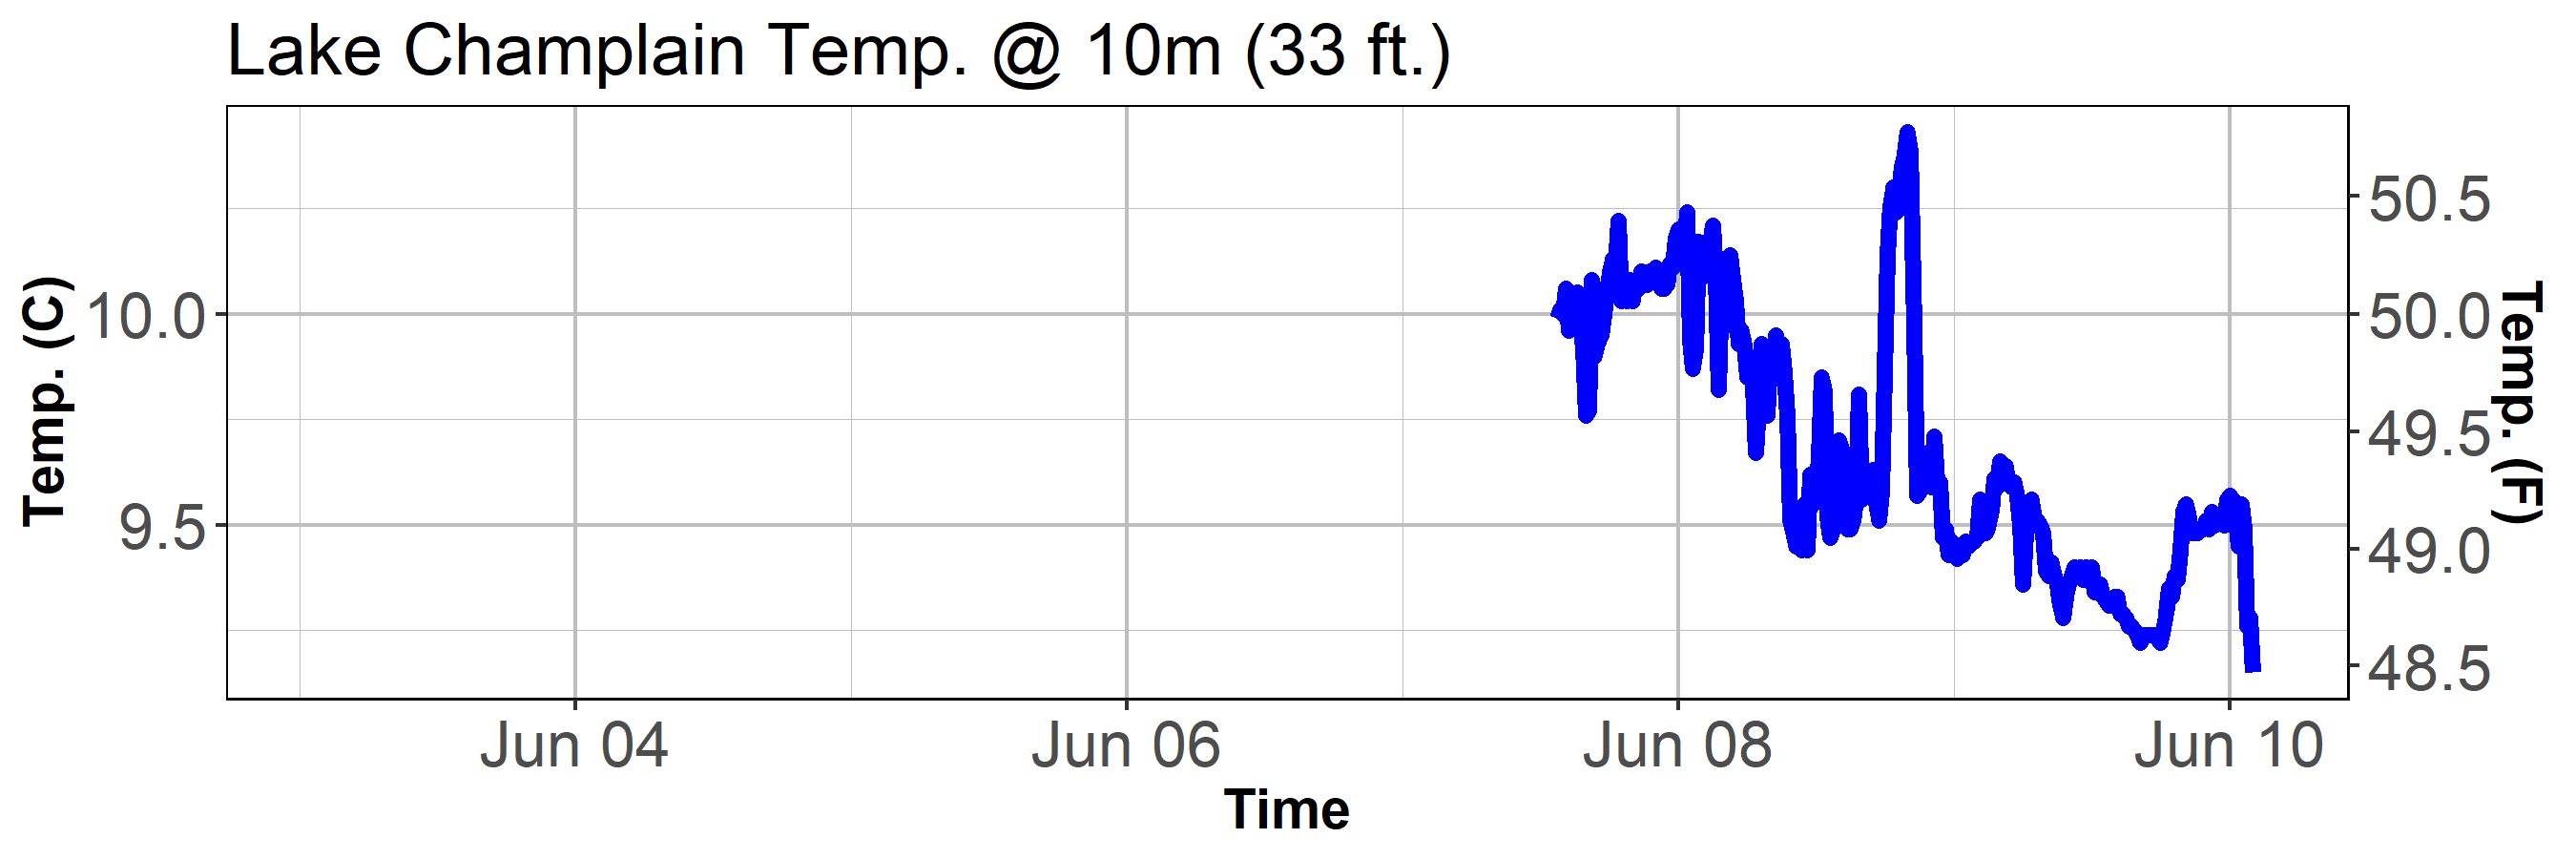 Lake Champlain Temp. @ 10m (33 ft.)
Temp. (C)
10.0
9.5
50.5
50.0
49.5
49.0
48.5
Temp. (F)
Jun 04
Jun 06
Jun 08
Jun 10
Time